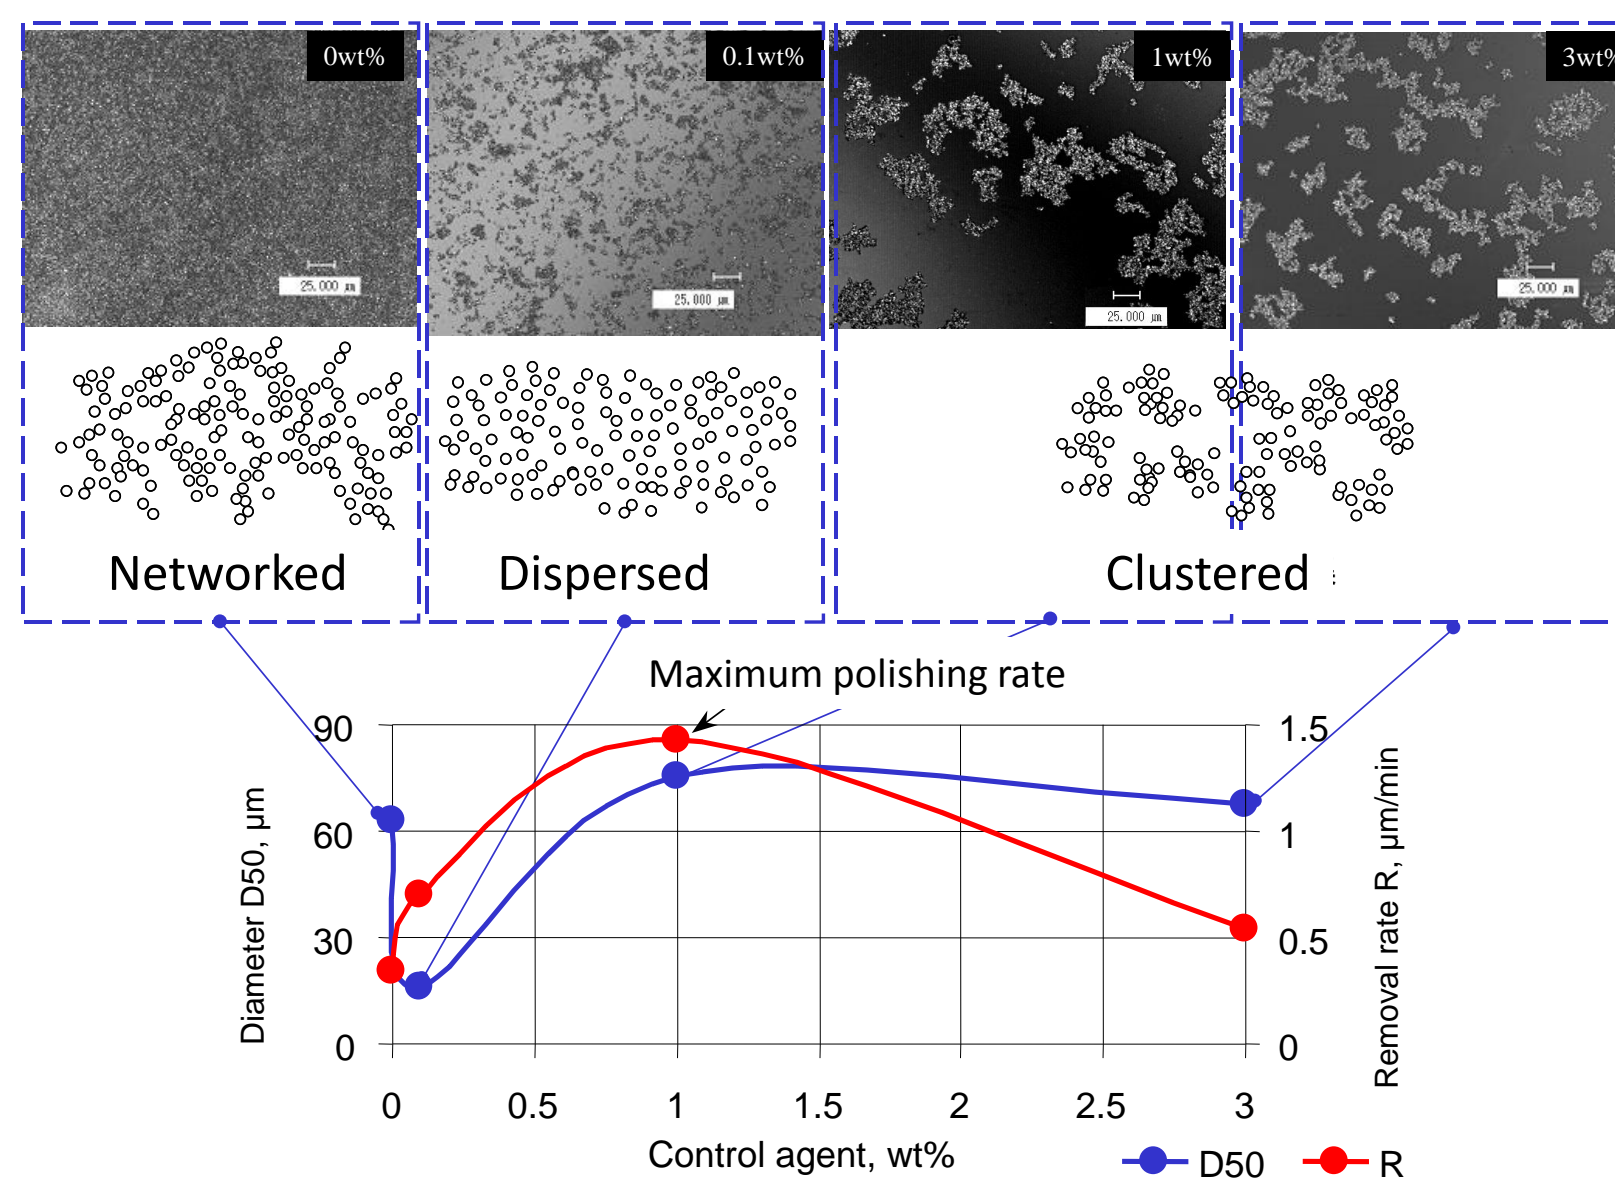 0wt%
0.1wt%
1wt%
3wt%
25.000 µm
25.000 µm
25.000 µm
25.000 µm
Networked
Dispersed
Clustered
Maximum polishing rate
90
60
30
0
Diameter D50, µm
1.5
1
0.5
0
Removal rate R, µm/min
0
0.5
1
1.5
2
2.5
3
Control agent, wt%
D50
R